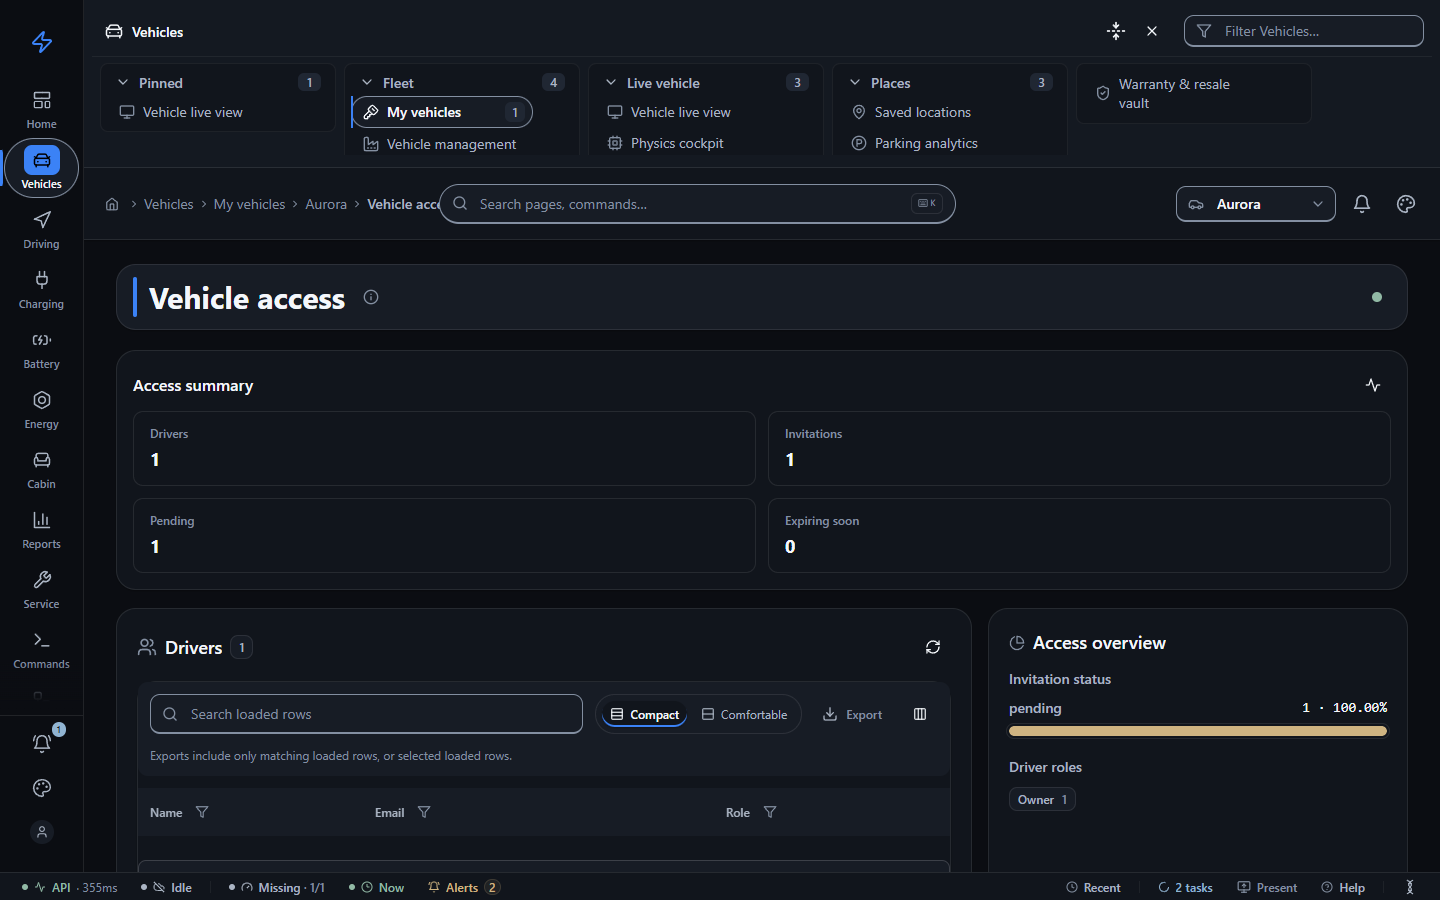 Vehicles
Filter Vehicles...
Pinned 1
Vehicle live view
Fleet 4
My vehicles 1
Vehicle management
Live vehicle 3
Vehicle live view
Physics cockpit
Places 3
Saved locations
Parking analytics
Warranty & resale
vault
Home
Vehicles
Driving
Charging
Battery
Energy
Cabin
Reports
Service
Commands
1
Vehicles > My vehicles > Aurora > Vehicle acc
Search pages, commands...
K
Aurora
Vehicle access
Access summary
Drivers
1
Invitations
1
Pending
1
Expiring soon
0
Drivers 1
Search loaded rows
Compact
Comfortable
Export
Exports include only matching loaded rows, or selected loaded rows.
Name
Email
Role
Access overview
Invitation status
pending 1 · 100.00%
Driver roles
Owner 1
API · 355ms
Idle
Missing · 1/1
Now
Alerts 2
Recent
2 tasks
Present
Help